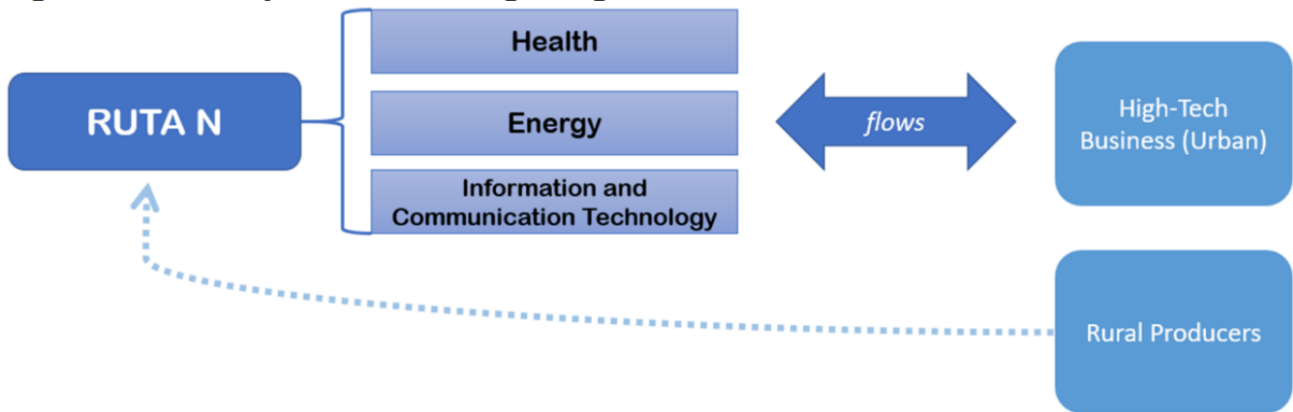 RUTA N
Health
Energy
Information and
Communication Technology
flows
High-Tech
Business (Urban)
Rural Producers